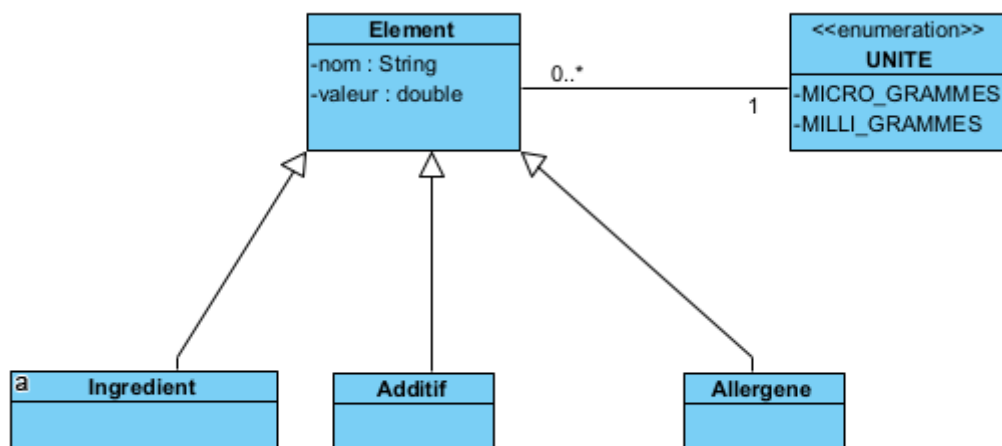 Element
-nom : String
-valeur : double
0..*
1
<<enumeration>>
UNITE
-MICRO_GRAMMES
-MILLI_GRAMMES
a
Ingredient
Additif
Allergene